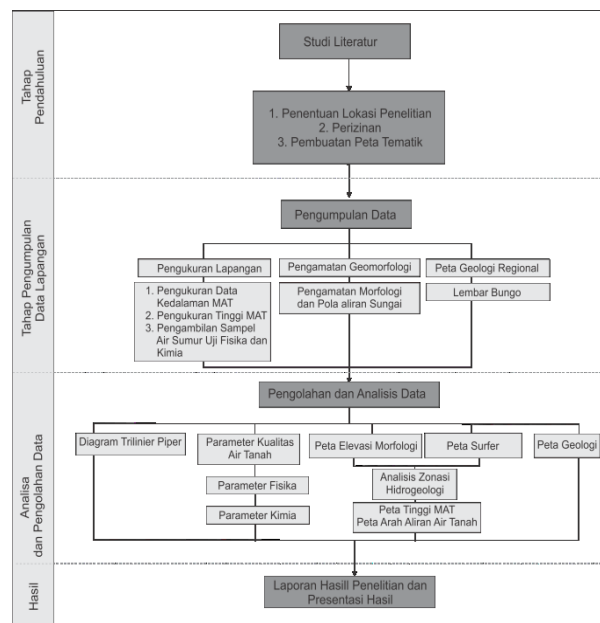 Tahap
Pendahuluan
Studi Literatur
1. Penentuan Lokasi Penelitian
2. Perizinan
3. Pembuatan Peta Tematik
Tahap Pengumpulan
Data Lapangan
Pengumpulan Data
Pengukuran Lapangan
1. Pengukuran Data
Kedalaman MAT
2. Pengukuran Tinggi MAT
3. Pengambilan Sampel
Air Sumur Uji Fisika dan
Kimia
Pengamatan Geomorfologi
Pengamatan Morfologi
dan Pola aliran Sungai
Peta Geologi Regional
Lembar Bungo
Analisa
dan Pengolahan Data
Pengolahan dan Analisis Data
Diagram Trilinier Piper
Parameter Kualitas
Air Tanah
Parameter Fisika
Parameter Kimia
Peta Elevasi Morfologi
Peta Surfer
Analisis Zonasi
Hidrogeologi
Peta Tinggi MAT
Peta Arah Aliran Air Tanah
Peta Geologi
Hasil
Laporan Hasill Penelitian dan
Presentasi Hasil